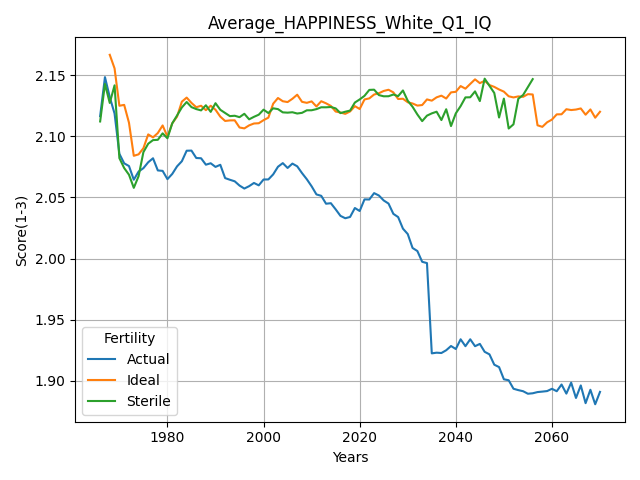 Average_HAPPINESS_White_Q1_IQ
Score(1-3)
2.15
2.10
2.05
2.00
1.95
1.90
Fertility
Actual
Ideal
Sterile
1980
2000
2020
2040
2060
Years